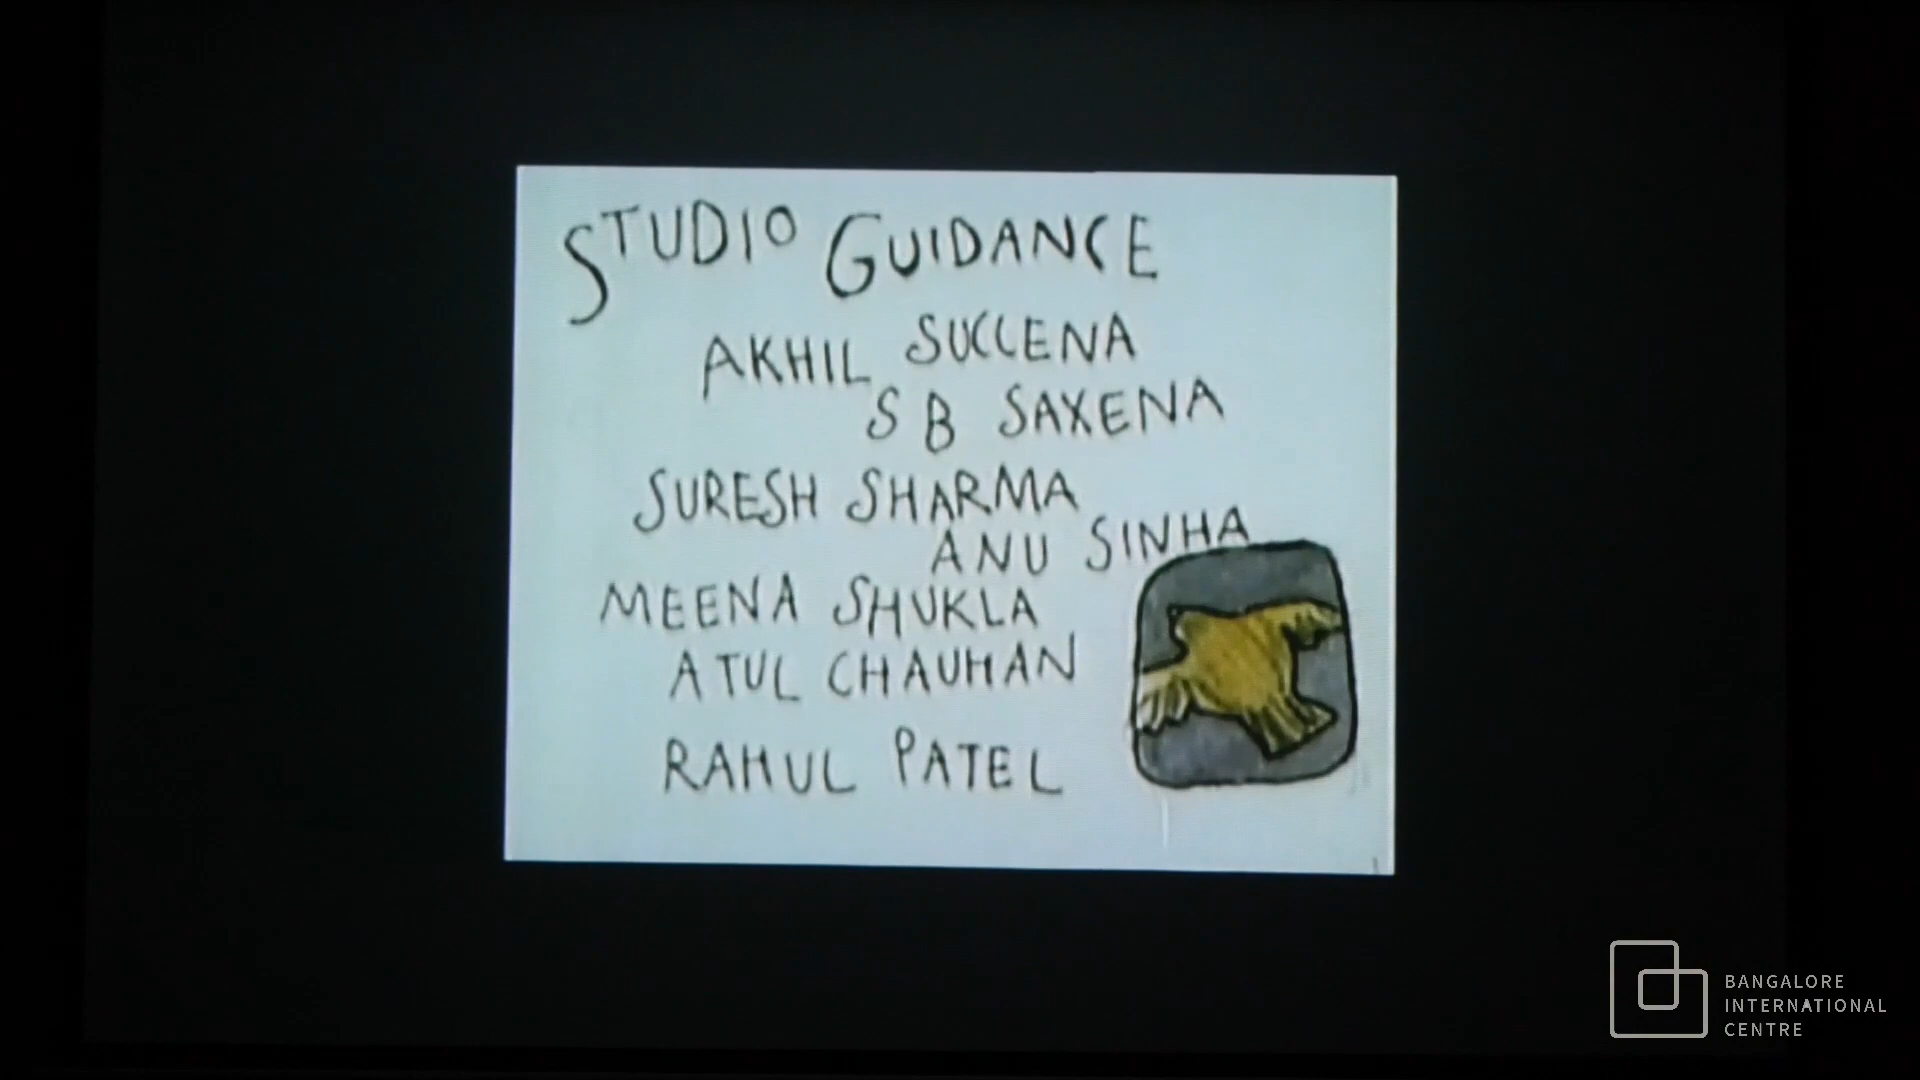 STUDIO GUIDANCE
AKHIL SUCCENA
S B SAXENA
SURESH SHARMA
ANU SINHA
MEENA SHUKLA
ATUL CHAUHAN
RAHUL PATEL
BANGALORE
INTERNATIONAL
CENTRE